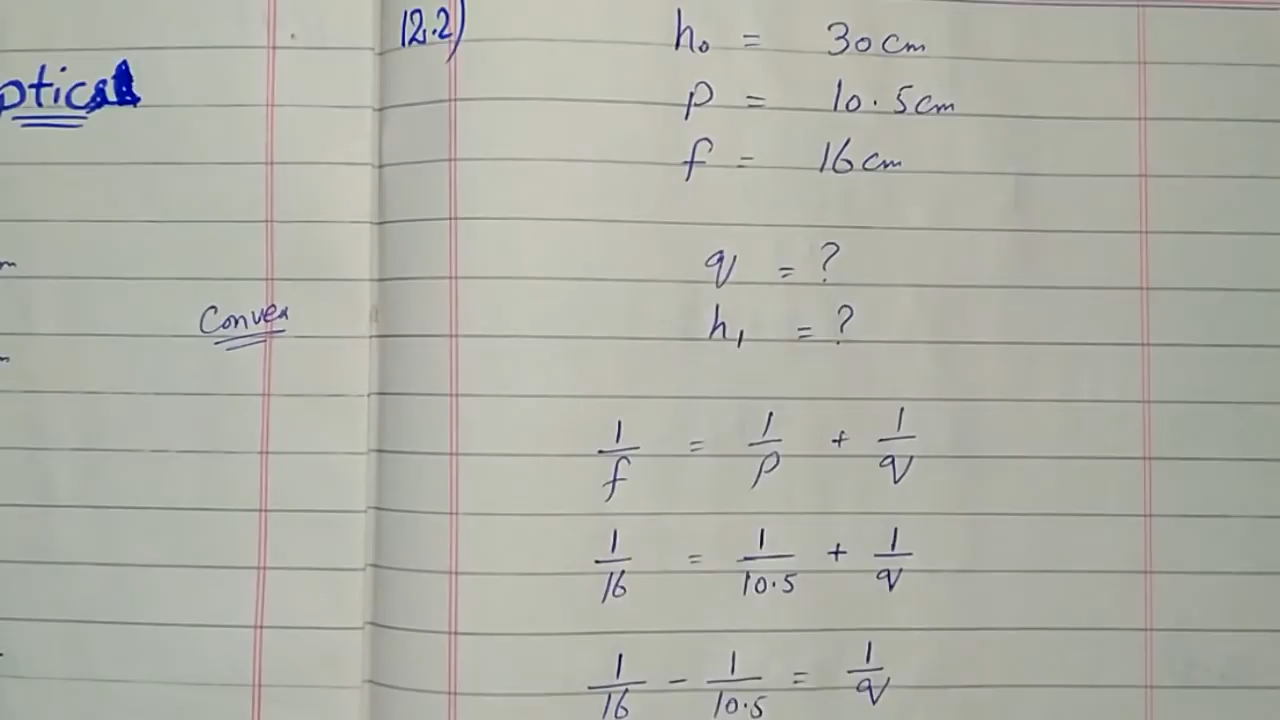 12.2)
h₀ = 30cm
p = 10.5cm
f = 16cm
q = ?
h₁ = ?
Convex
1/f = 1/p + 1/q
1/16 = 1/10.5 + 1/q
1/16 - 1/10.5 = 1/q